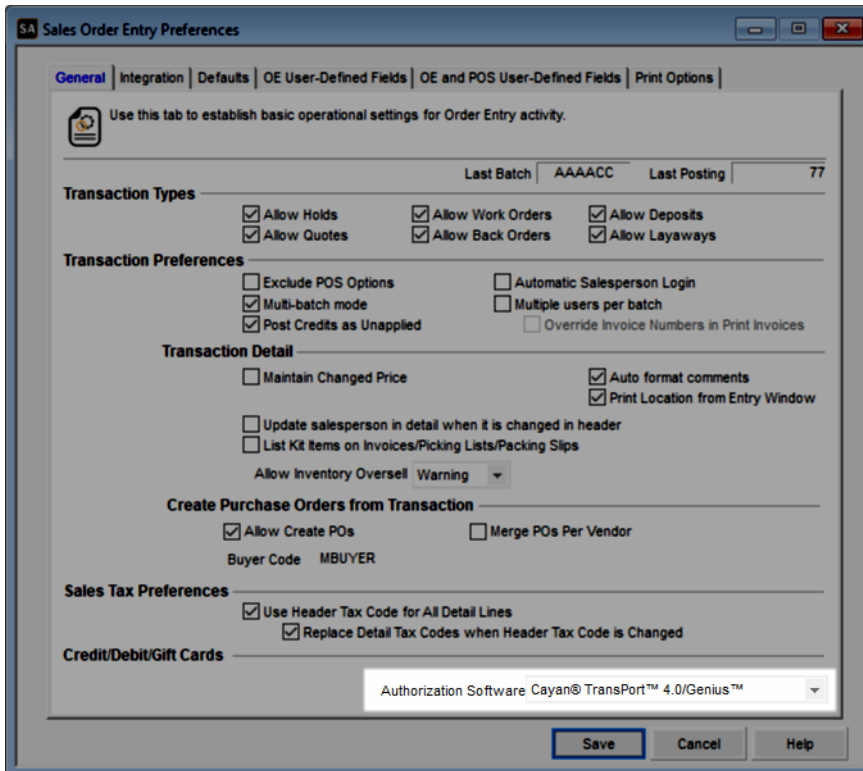 SA Sales Order Entry Preferences
General Integration Defaults OE User-Defined Fields OE and POS User-Defined Fields Print Options
Use this tab to establish basic operational settings for Order Entry activity.
Last Batch AAAACC Last Posting 77
Transaction Types
Allow Holds Allow Work Orders Allow Deposits
Allow Quotes Allow Back Orders Allow Layaways
Transaction Preferences
Exclude POS Options Automatic Salesperson Login
Multi-batch mode Multiple users per batch
Post Credits as Unapplied Override Invoice Numbers in Print Invoices
Transaction Detail
Maintain Changed Price Auto format comments
Print Location from Entry Window
Update salesperson in detail when it is changed in header
List Kit Items on Invoices/Picking Lists/Packing Slips
Allow Inventory Oversell Warning
Create Purchase Orders from Transaction
Allow Create POs Merge POs Per Vendor
Buyer Code MBUYER
Sales Tax Preferences
Use Header Tax Code for All Detail Lines
Replace Detail Tax Codes when Header Tax Code is Changed
Credit/Debit/Gift Cards
Authorization Software Cayan® TransPort™ 4.0/Genius™
Save Cancel Help